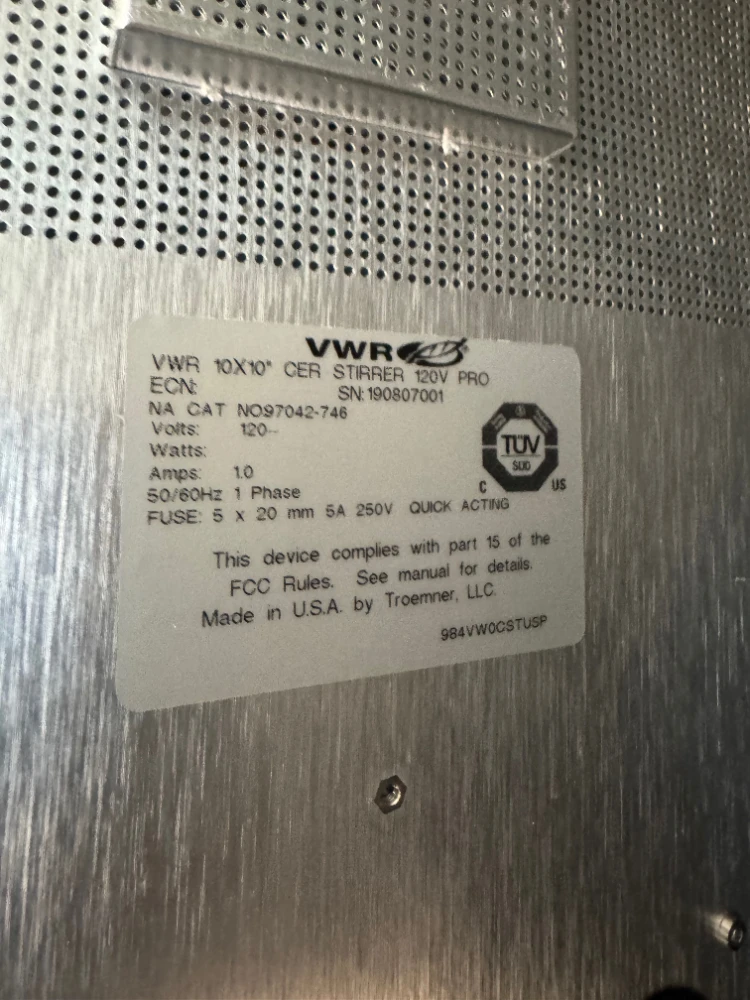 VWR
VWR 10X10" CER STIRRER 120V PRO
ECN: SN: 190807001
NA CAT NO97042-746
Volts: 120~
Watts:
Amps: 1.0
50/60Hz 1 Phase
FUSE: 5 x 20 mm 5A 250V QUICK ACTING
TÜV
SÜD
C US
This device complies with part 15 of the
FCC Rules. See manual for details.
Made in U.S.A. by Troemner, LLC.
984VW0CSTUSP